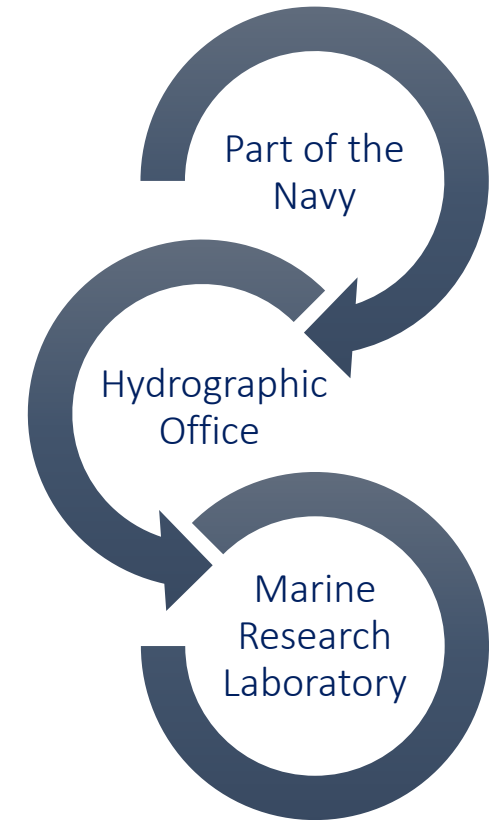 Part of the
Navy
Hydrographic
Office
Marine
Research
Laboratory